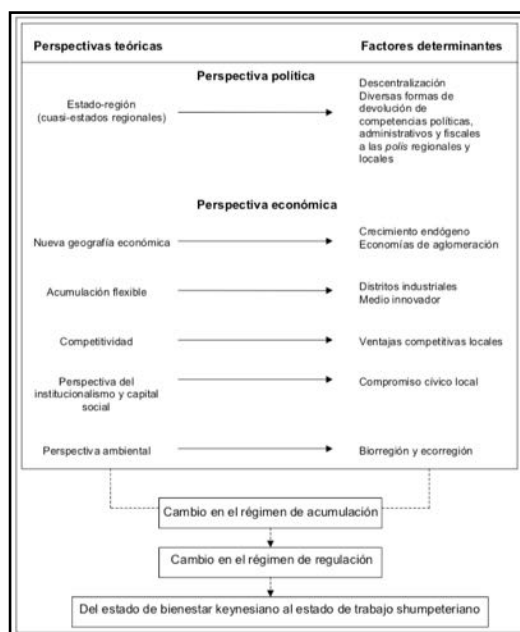 Perspectivas teóricas
Factores determinantes
Perspectiva política
Estado-región
(cuasi-estados regionales)
Descentralización
Diversas formas de
devolución de
competencias políticas,
administrativos y fiscales
a las polis regionales y
locales
Perspectiva económica
Nueva geografía económica
Crecimiento endógeno
Economías de aglomeración
Acumulación flexible
Distritos industriales
Medio innovador
Competitividad
Ventajas competitivas locales
Perspectiva del
institucionalismo y capital
social
Compromiso cívico local
Perspectiva ambiental
Biorregión y ecorregión
Cambio en el régimen de acumulación
Cambio en el régimen de regulación
Del estado de bienestar keynesiano al estado de trabajo shumpeteriano